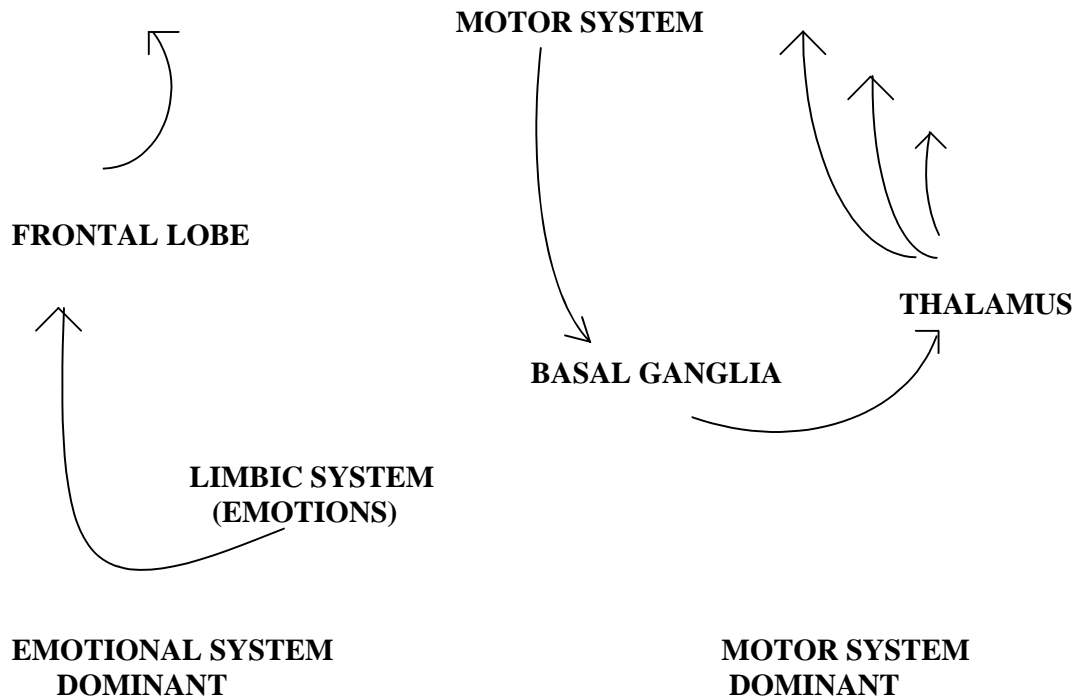 MOTOR SYSTEM
FRONTAL LOBE
THALAMUS
BASAL GANGLIA
LIMBIC SYSTEM
(EMOTIONS)
EMOTIONAL SYSTEM
DOMINANT
MOTOR SYSTEM
DOMINANT